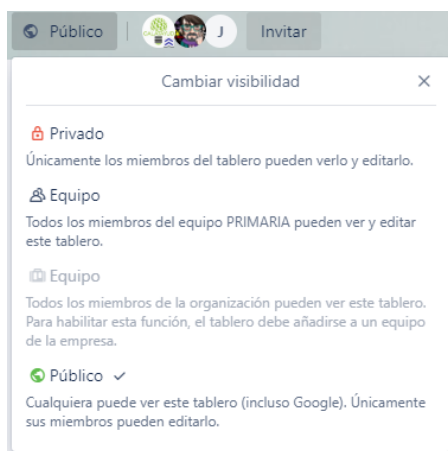 Público
J
Invitar
Cambiar visibilidad
Privado
Únicamente los miembros del tablero pueden verlo y editarlo.
Equipo
Todos los miembros del equipo PRIMARIA pueden ver y editar
este tablero.
Equipo
Todos los miembros de la organización pueden ver este tablero.
Para habilitar esta función, el tablero debe añadirse a un equipo
de la empresa.
Público
Cualquiera puede ver este tablero (incluso Google). Únicamente
sus miembros pueden editarlo.